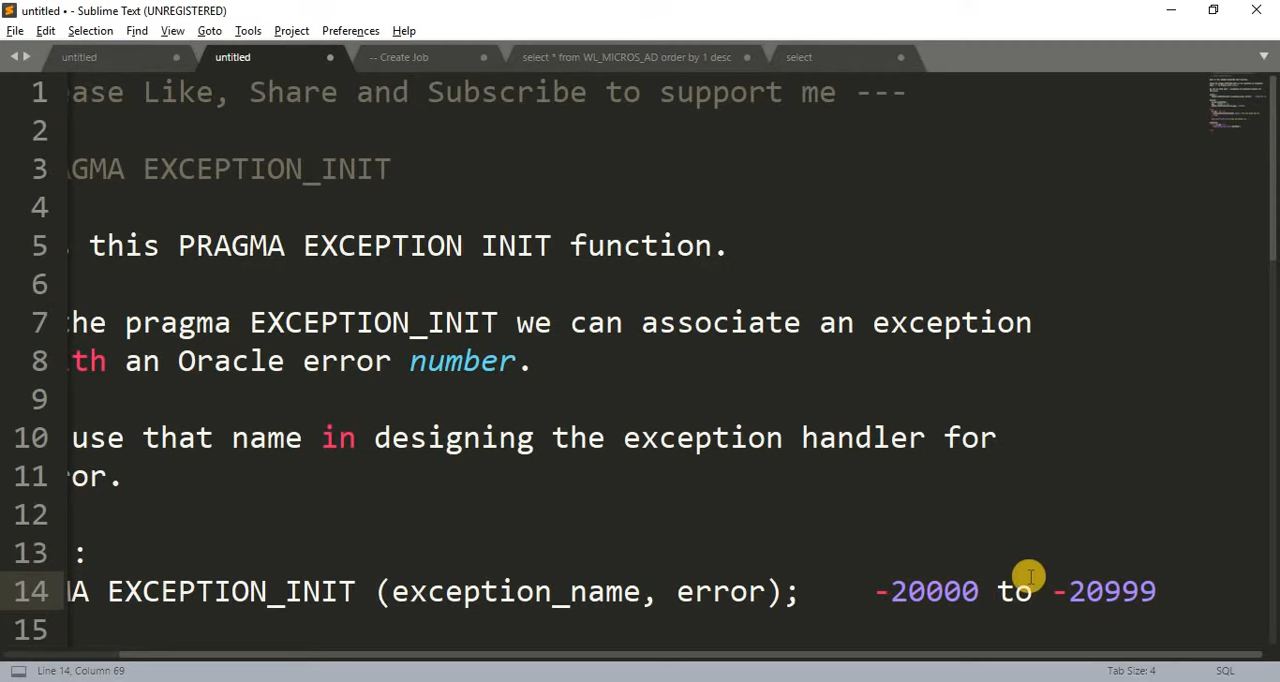 untitled • - Sublime Text (UNREGISTERED)
File Edit Selection Find View Goto Tools Project Preferences Help
untitled untitled -- Create Job select * from WL_MICROS_AD order by 1 desc select
1 ease Like, Share and Subscribe to support me ---
2
3 AGMA EXCEPTION_INIT
4
5 this PRAGMA EXCEPTION INIT function.
6
7 the pragma EXCEPTION_INIT we can associate an exception
8 ith an Oracle error number.
9
10 use that name in designing the exception handler for
11 or.
12
13 :
14 MA EXCEPTION_INIT (exception_name, error); -20000 to -20999
15
Line 14, Column 69 Tab Size: 4 SQL